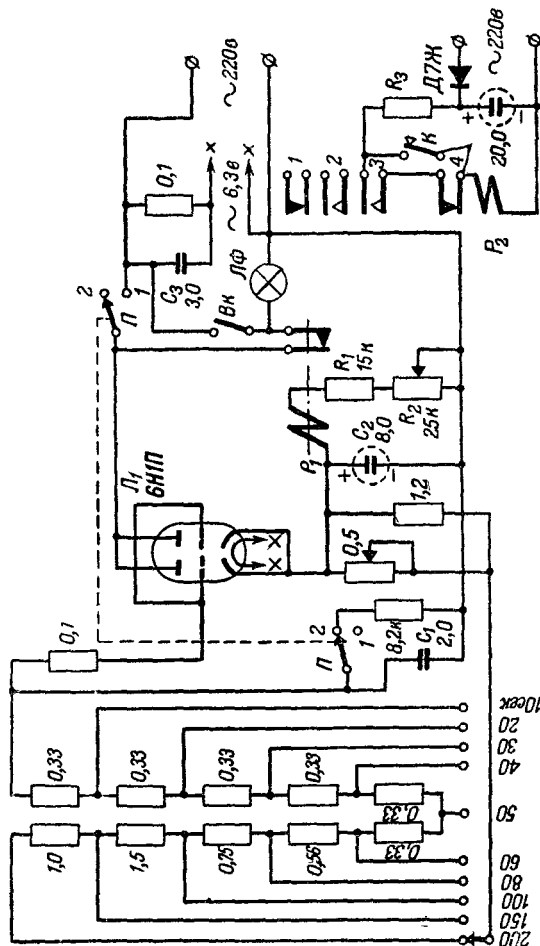 ~220в
0,1
~6,3в
×
×
2
1
П
С3
3,0
Вк
ЛФ
Л1
6Н1П
× ×
Р1
R1
15к
R2
25к
+ С2
8,0
−
1,2
0,5
0,1
П
2
1
8,2к
С1
2,0
0,33
0,33
0,33
0,33
0,33
1,0
1,5
0,56
0,33
10сек
20
30
40
50
60
80
100
150
200
1
2
3
4
К
R3
Д7Ж
+
20,0
−
~220в
Р2